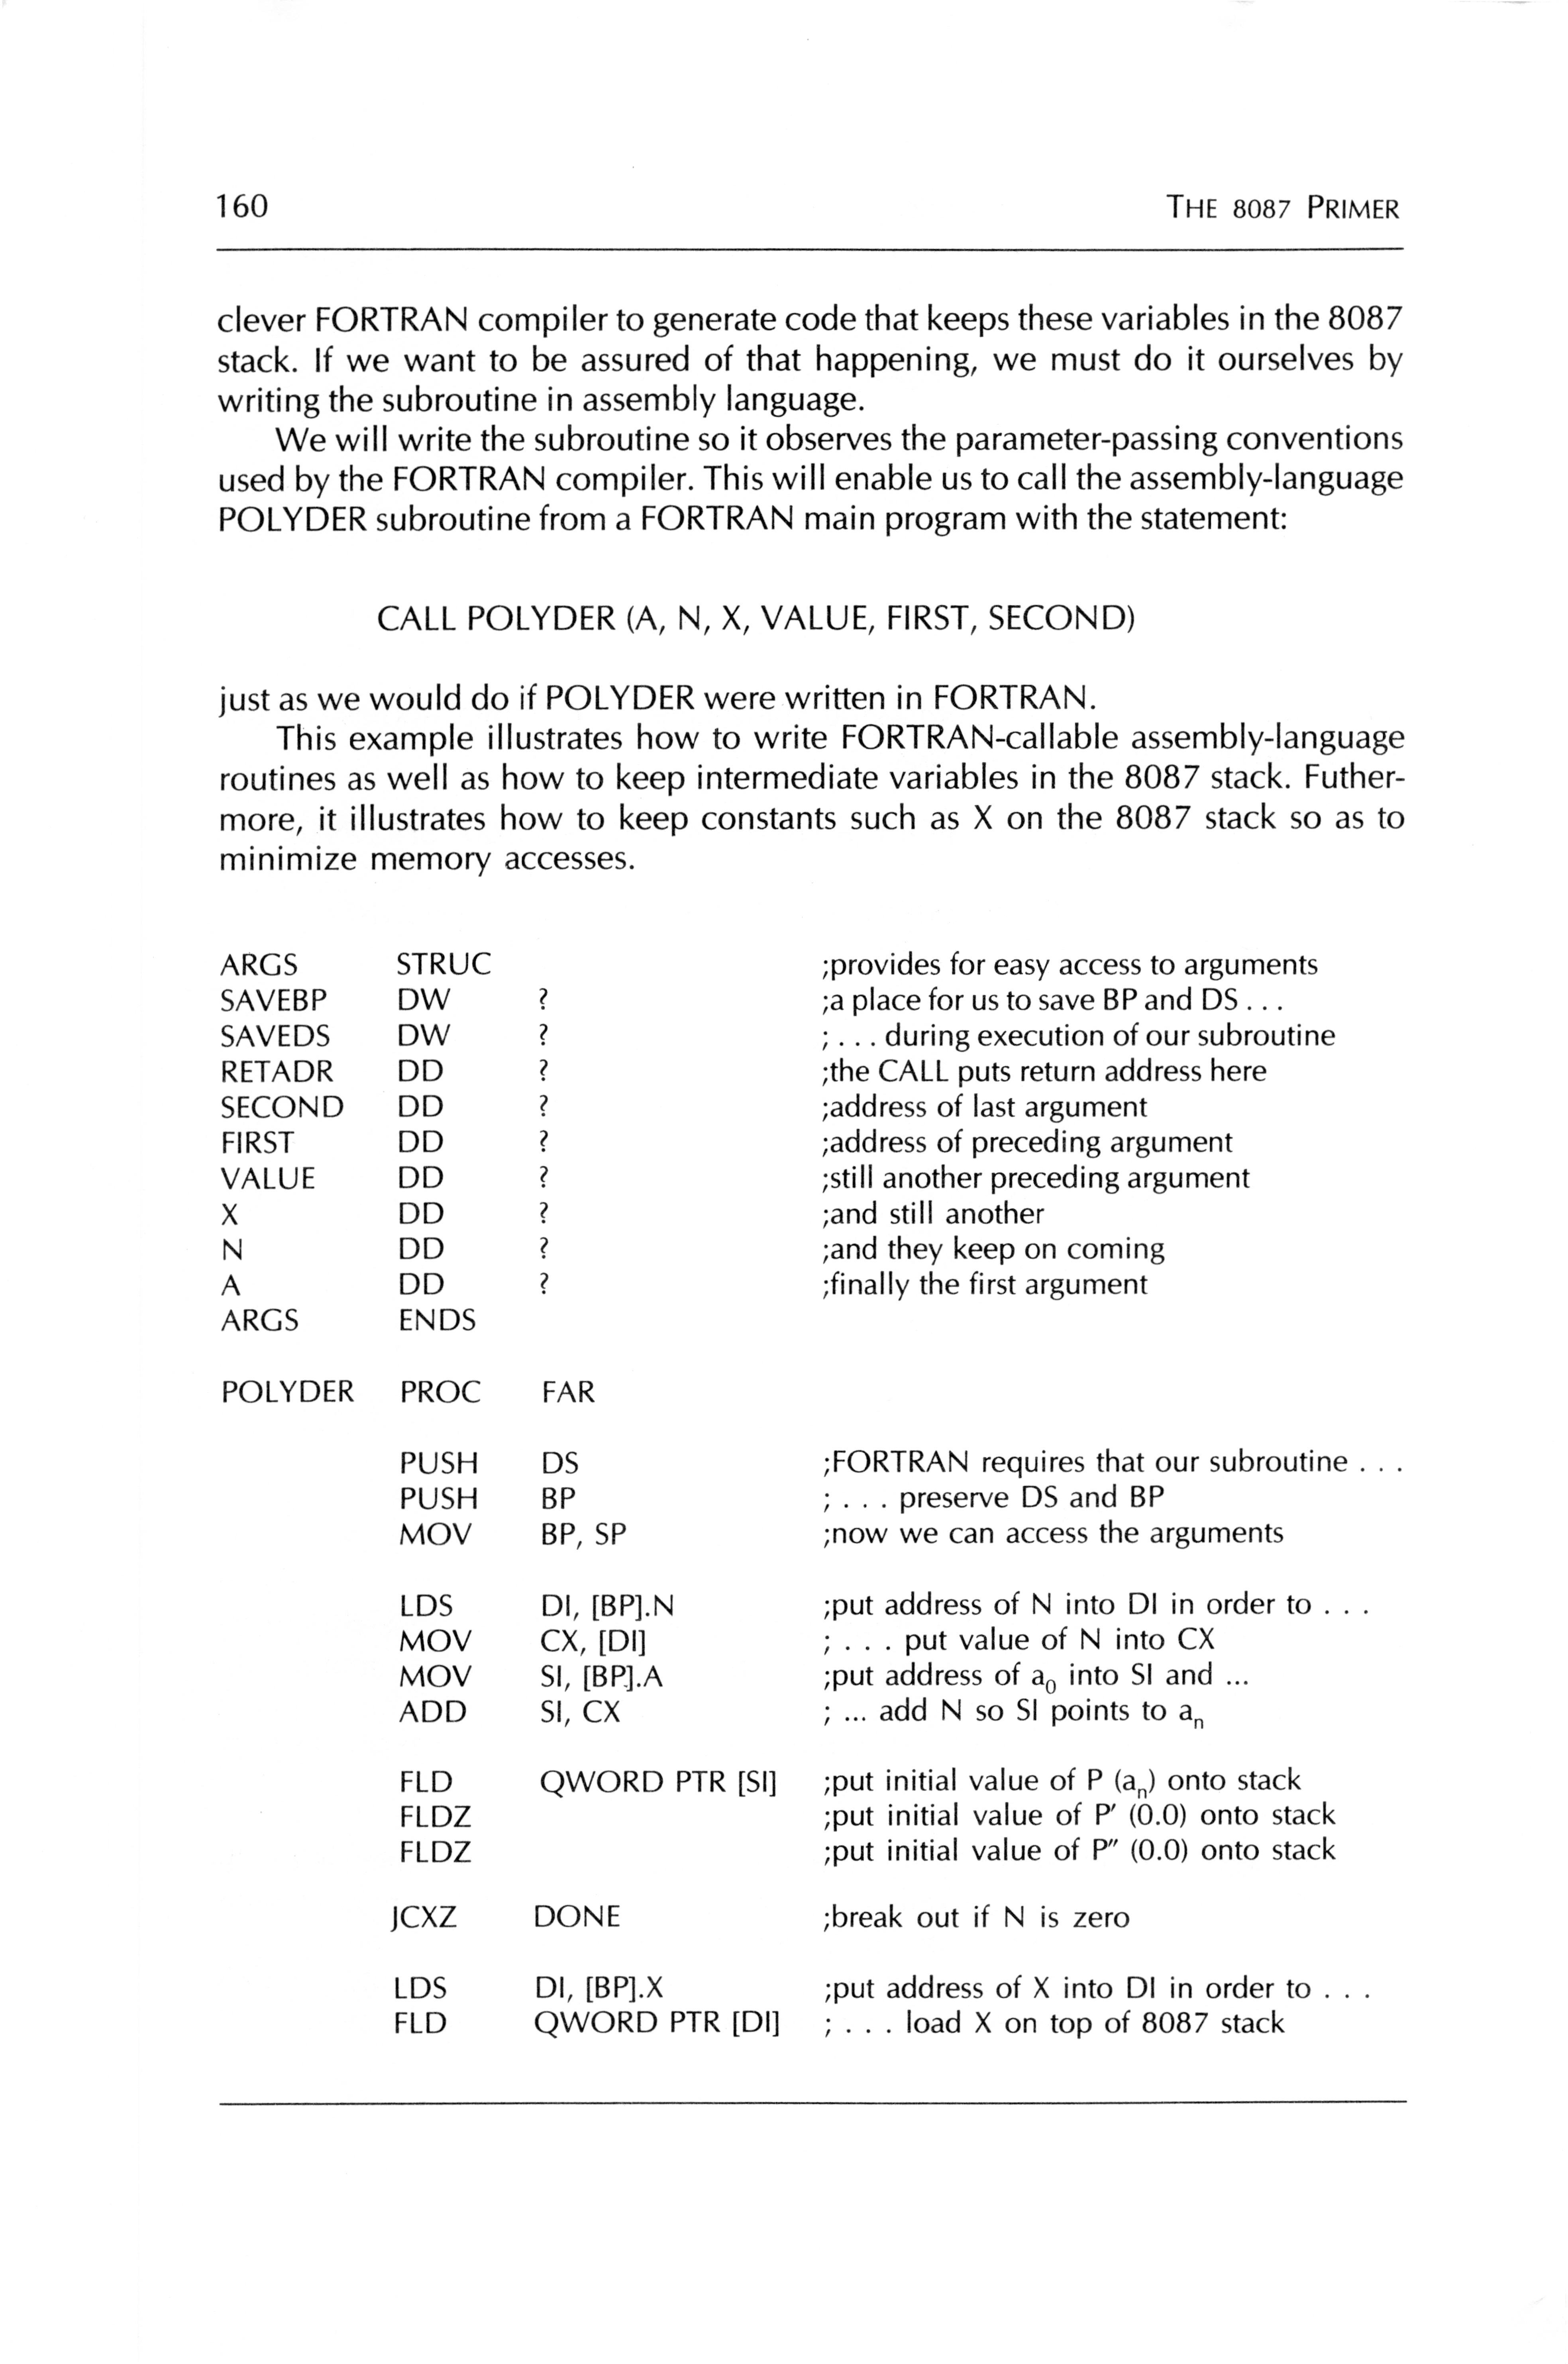 160 THE 8087 PRIMER
clever FORTRAN compiler to generate code that keeps these variables in the 8087
stack. If we want to be assured of that happening, we must do it ourselves by
writing the subroutine in assembly language.
We will write the subroutine so it observes the parameter-passing conventions
used by the FORTRAN compiler. This will enable us to call the assembly-language
POLYDER subroutine from a FORTRAN main program with the statement:
CALL POLYDER (A, N, X, VALUE, FIRST, SECOND)
just as we would do if POLYDER were written in FORTRAN.
This example illustrates how to write FORTRAN-callable assembly-language
routines as well as how to keep intermediate variables in the 8087 stack. Futher-
more, it illustrates how to keep constants such as X on the 8087 stack so as to
minimize memory accesses.
ARGS STRUC ;provides for easy access to arguments
SAVEBP DW ? ;a place for us to save BP and DS . . .
SAVEDS DW ? ; . . . during execution of our subroutine
RETADR DD ? ;the CALL puts return address here
SECOND DD ? ;address of last argument
FIRST DD ? ;address of preceding argument
VALUE DD ? ;still another preceding argument
X DD ? ;and still another
N DD ? ;and they keep on coming
A DD ? ;finally the first argument
ARGS ENDS
POLYDER PROC FAR
PUSH DS ;FORTRAN requires that our subroutine . . .
PUSH BP ; . . . preserve DS and BP
MOV BP, SP ;now we can access the arguments
LDS DI, [BP].N ;put address of N into DI in order to . . .
MOV CX, [DI] ; . . . put value of N into CX
MOV SI, [BP].A ;put address of a₀ into SI and ...
ADD SI, CX ; ... add N so SI points to aₙ
FLD QWORD PTR [SI] ;put initial value of P (aₙ) onto stack
FLDZ ;put initial value of P′ (0.0) onto stack
FLDZ ;put initial value of P″ (0.0) onto stack
JCXZ DONE ;break out if N is zero
LDS DI, [BP].X ;put address of X into DI in order to . . .
FLD QWORD PTR [DI] ; . . . load X on top of 8087 stack